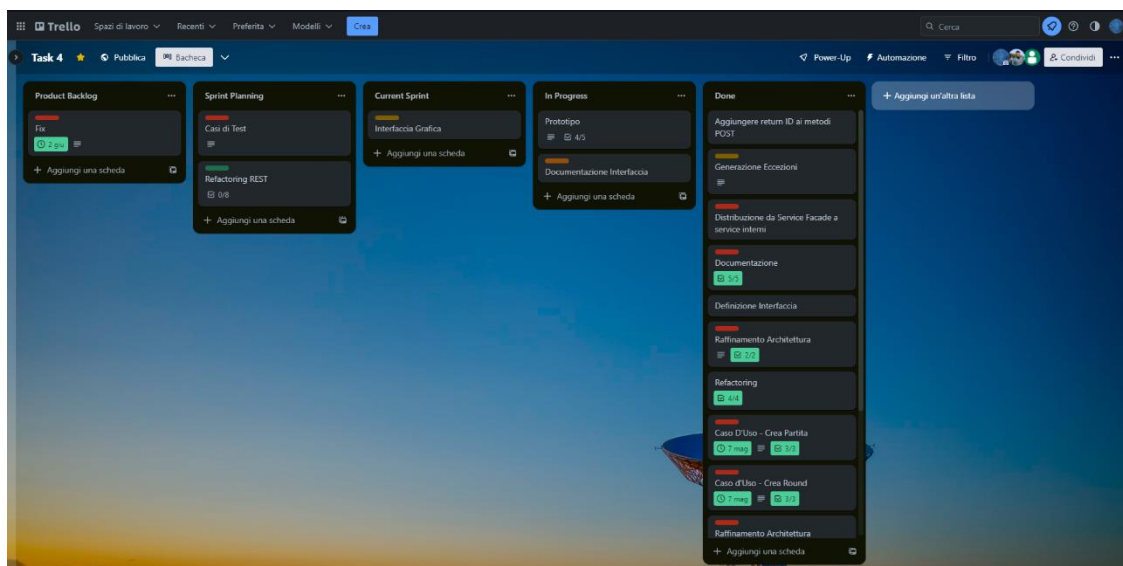 Trello
Spazi di lavoro
Recenti
Preferita
Modelli
Crea
Cerca
Task 4
Pubblica
Bacheca
Power-Up
Automazione
Filtro
Condividi
Product Backlog
Fix
2 giu
+ Aggiungi una scheda
Sprint Planning
Casi di Test
Refactoring REST
0/8
+ Aggiungi una scheda
Current Sprint
Interfaccia Grafica
+ Aggiungi una scheda
In Progress
Prototipo
4/5
Documentazione Interfaccia
+ Aggiungi una scheda
Done
Aggiungere return ID ai metodi
POST
Generazione Eccezioni
Distribuzione da Service Facade a
service interni
Documentazione
5/5
Definizione Interfaccia
Raffinamento Architettura
2/2
Refactoring
4/4
Caso D'Uso - Crea Partita
7 mag 3/3
Caso d'Uso - Crea Round
7 mag 3/3
Raffinamento Architettura
+ Aggiungi una scheda
+ Aggiungi un'altra lista